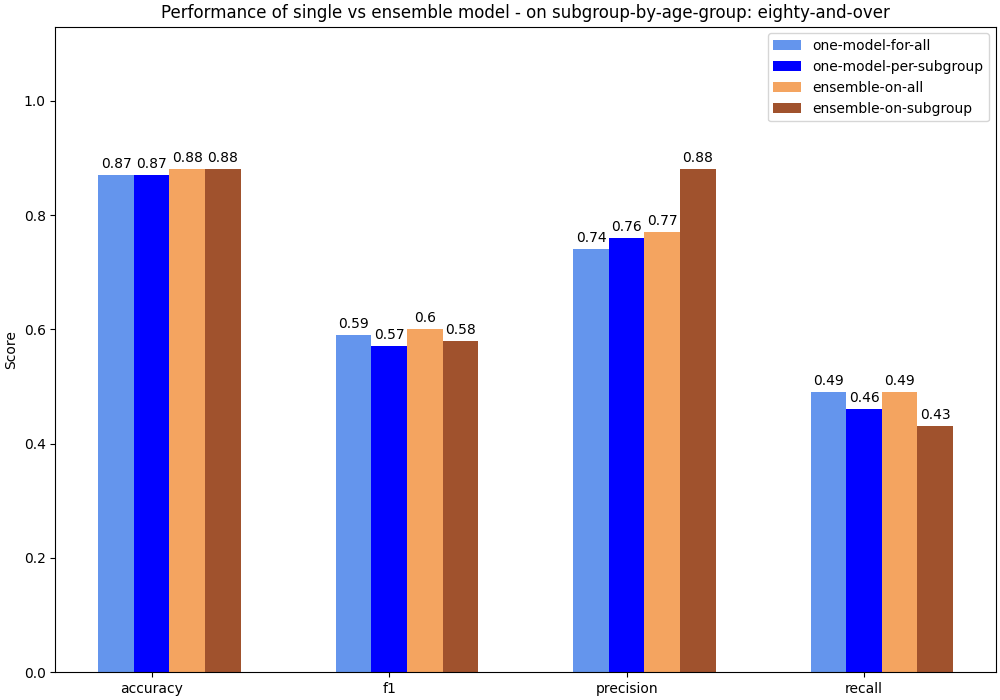 Performance of single vs ensemble model - on subgroup-by-age-group: eighty-and-over
one-model-for-all
one-model-per-subgroup
ensemble-on-all
ensemble-on-subgroup
Score
1.0
0.8
0.6
0.4
0.2
0.0
0.87 0.87 0.88 0.88
0.59 0.57 0.6 0.58
0.74 0.76 0.77 0.88
0.49 0.46 0.49 0.43
accuracy f1 precision recall